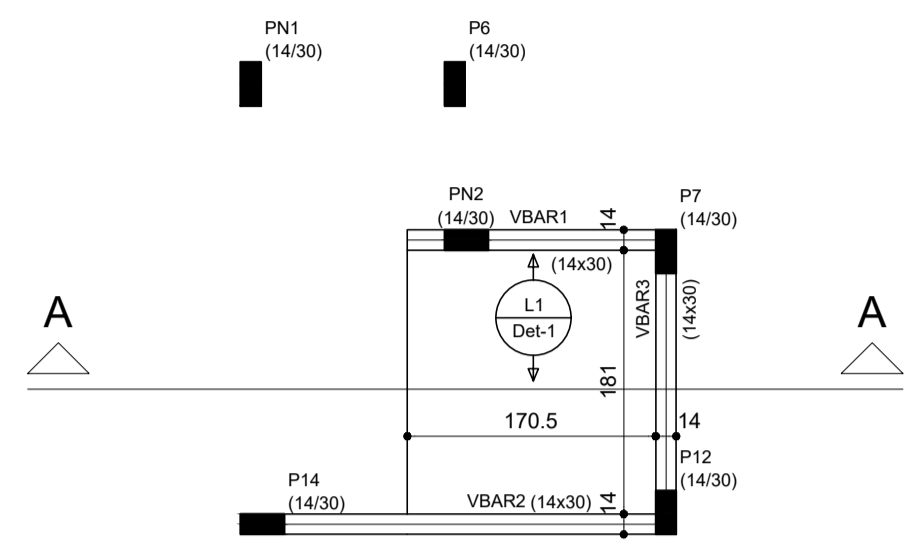 PN1
(14/30)
P6
(14/30)
PN2
(14/30)
VBAR1
14
P7
(14/30)
(14x30)
L1
Det-1
VBAR3
(14x30)
A
A
181
170.5
14
P12
(14/30)
P14
(14/30)
VBAR2 (14x30)
14